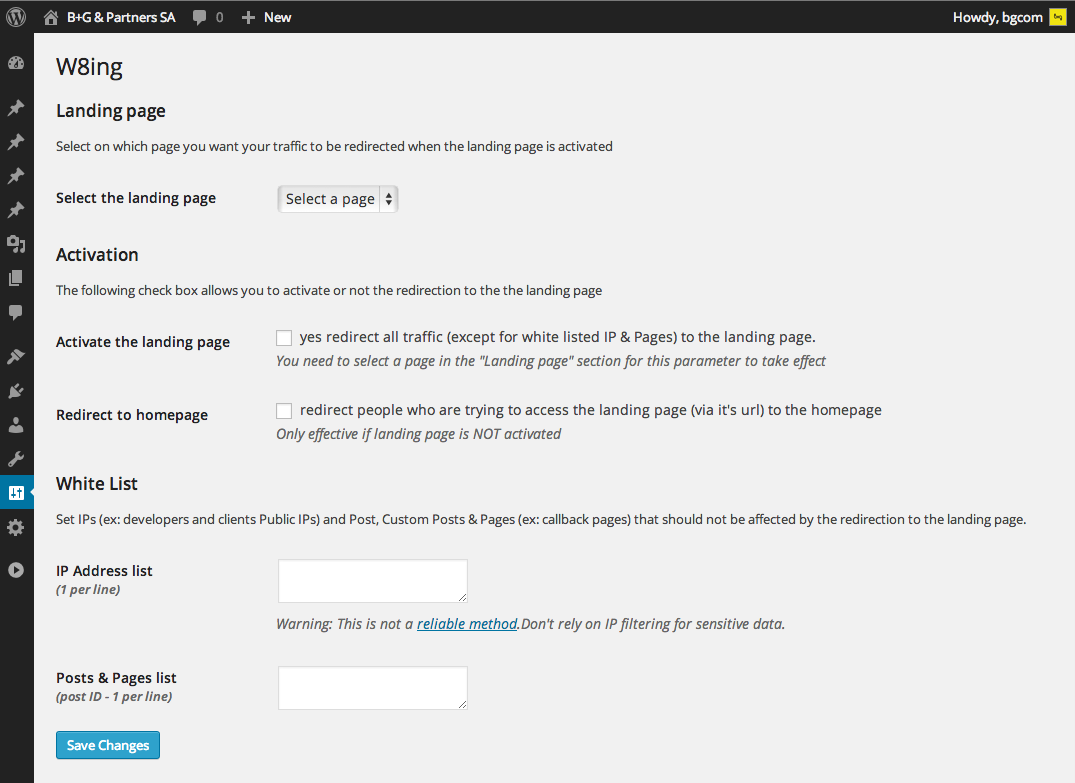 B+G & Partners SA 0 New Howdy, bgcom
W8ing
Landing page
Select on which page you want your traffic to be redirected when the landing page is activated
Select the landing page Select a page
Activation
The following check box allows you to activate or not the redirection to the the landing page
Activate the landing page yes redirect all traffic (except for white listed IP & Pages) to the landing page.
You need to select a page in the "Landing page" section for this parameter to take effect
Redirect to homepage redirect people who are trying to access the landing page (via it's url) to the homepage
Only effective if landing page is NOT activated
White List
Set IPs (ex: developers and clients Public IPs) and Post, Custom Posts & Pages (ex: callback pages) that should not be affected by the redirection to the landing page.
IP Address list
(1 per line)
Warning: This is not a reliable method.Don't rely on IP filtering for sensitive data.
Posts & Pages list
(post ID - 1 per line)
Save Changes